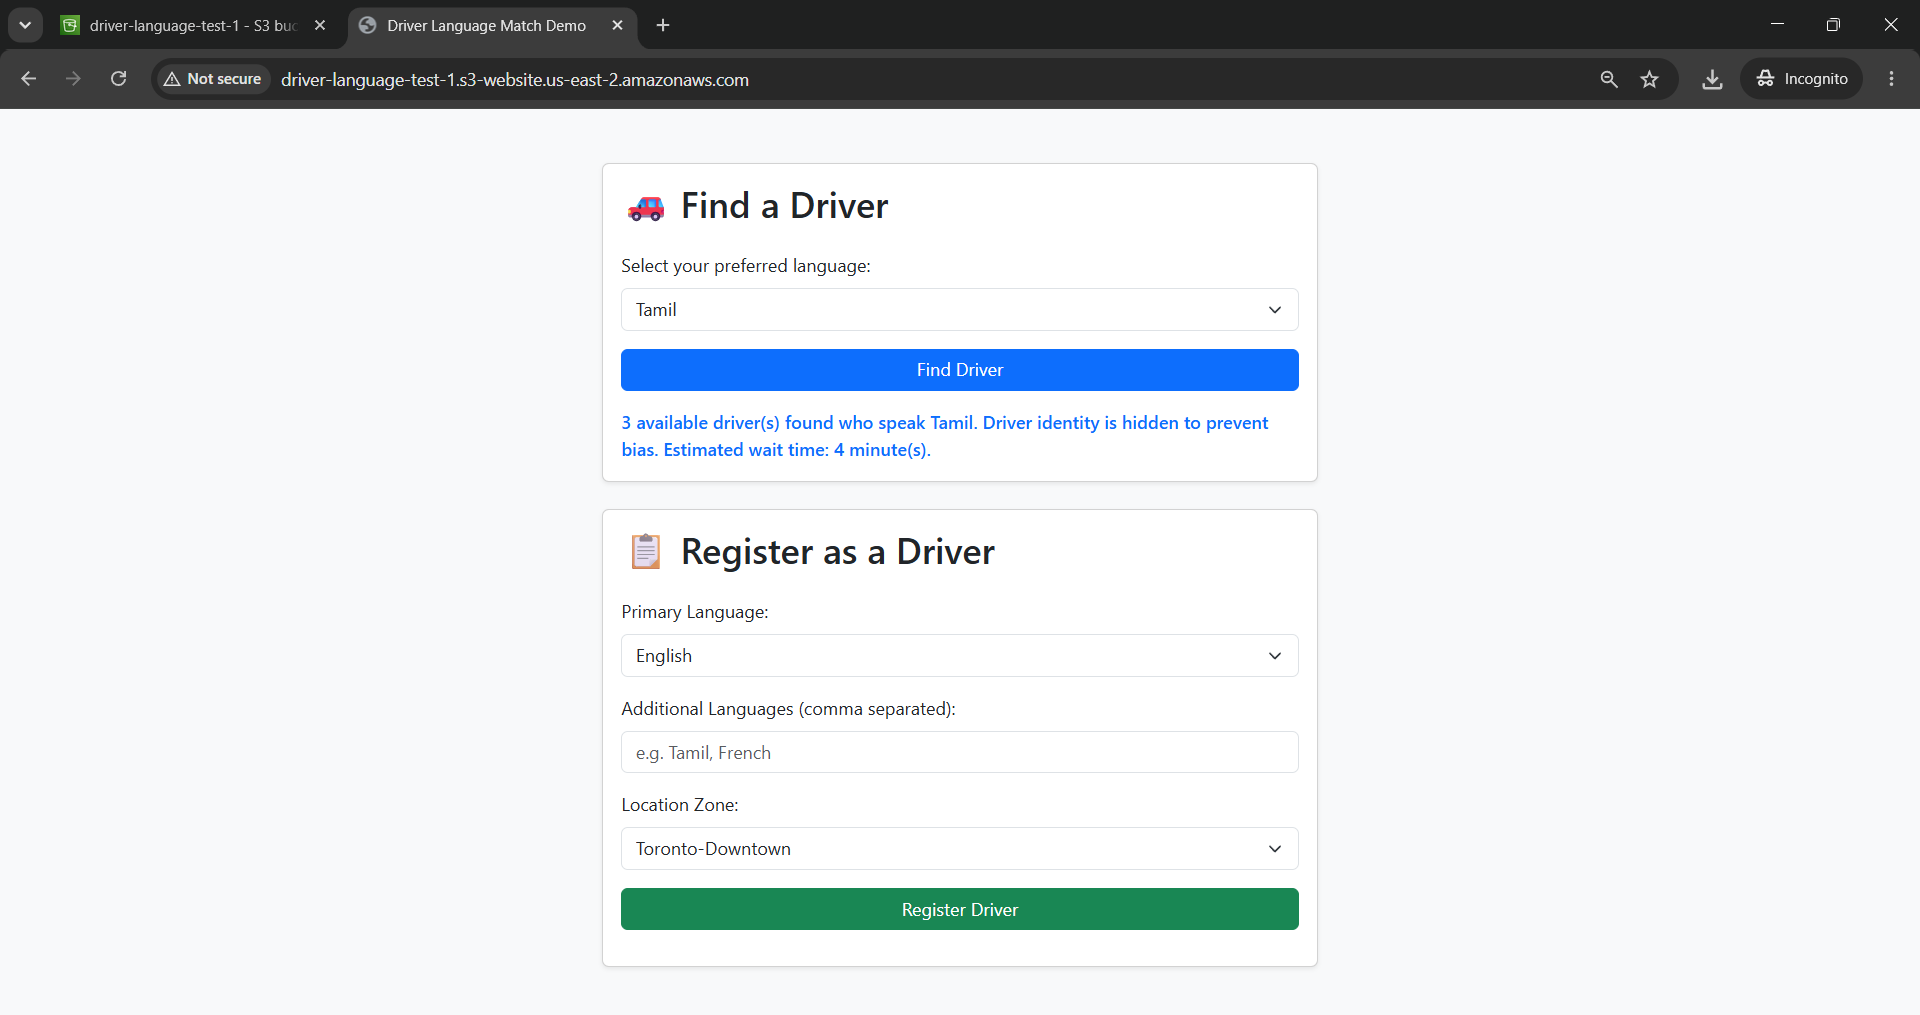 driver-language-test-1 - S3 buc
Driver Language Match Demo
Not secure
driver-language-test-1.s3-website.us-east-2.amazonaws.com
Incognito
Find a Driver
Select your preferred language:
Tamil
Find Driver
3 available driver(s) found who speak Tamil. Driver identity is hidden to prevent
bias. Estimated wait time: 4 minute(s).
Register as a Driver
Primary Language:
English
Additional Languages (comma separated):
e.g. Tamil, French
Location Zone:
Toronto-Downtown
Register Driver